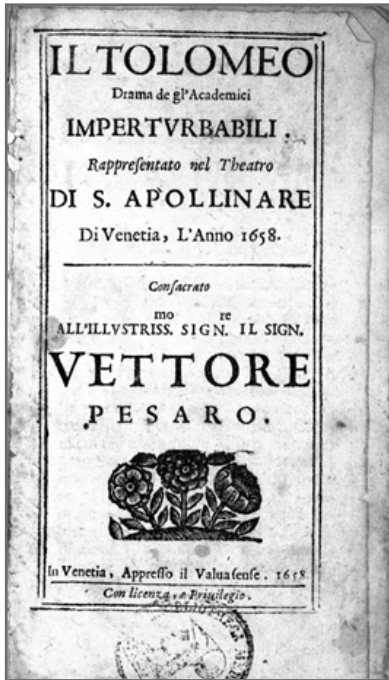 IL TOLOMEO
Drama de gl'Academici
IMPERTVRBABILI.
Rappreſentato nel Theatro
DI S. APOLLINARE
Di Venetia, L'Anno 1658.
Conſacrato
mo re
ALL'ILLVSTRISS. SIGN. IL SIGN.
VETTORE
PESARO.
In Venetia, Appreſſo il Valuaſenſe. 1658
Con licenza, e Priuilegio.